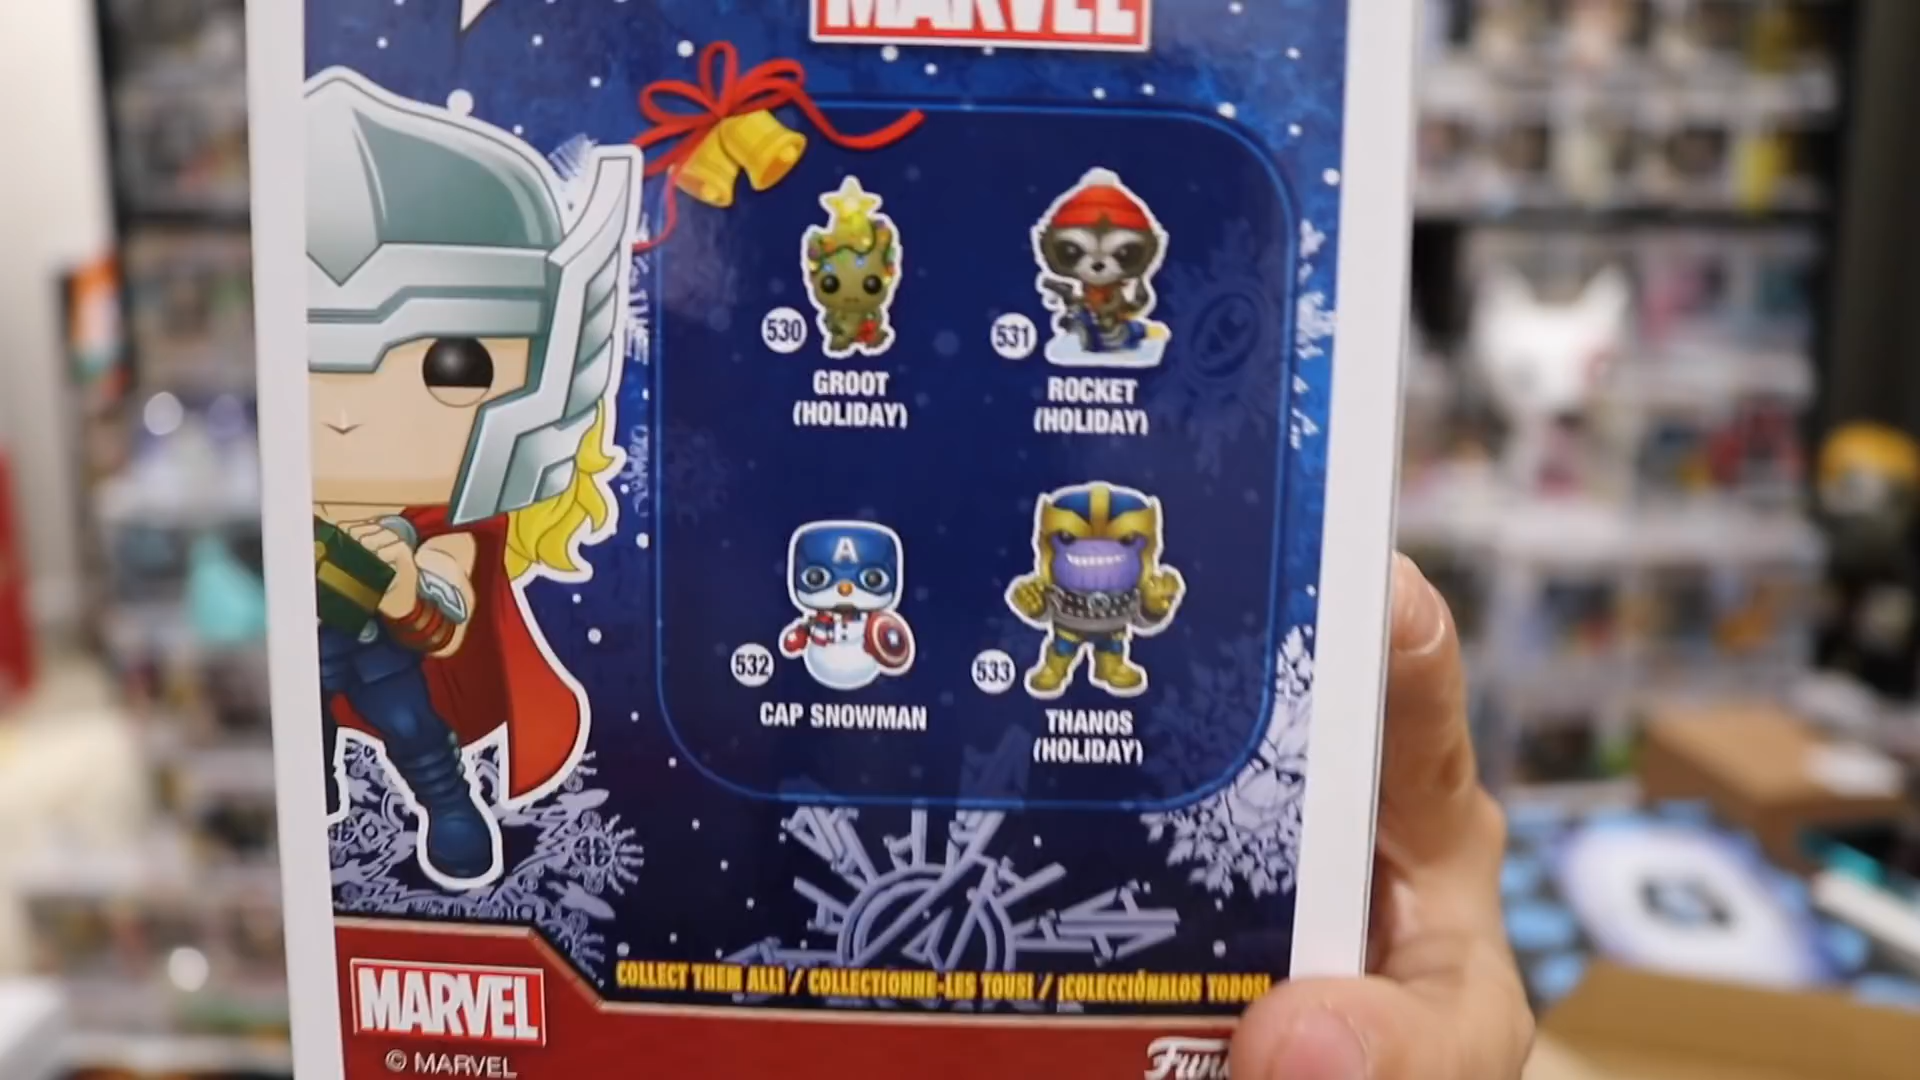 MARVEL
530
GROOT
(HOLIDAY)
531
ROCKET
(HOLIDAY)
A
532
CAP SNOWMAN
533
THANOS
(HOLIDAY)
COLLECT THEM ALL! / COLLECTIONNE-LES TOUS! / ¡COLECCIÓNALOS TODOS!
MARVEL
© MARVEL